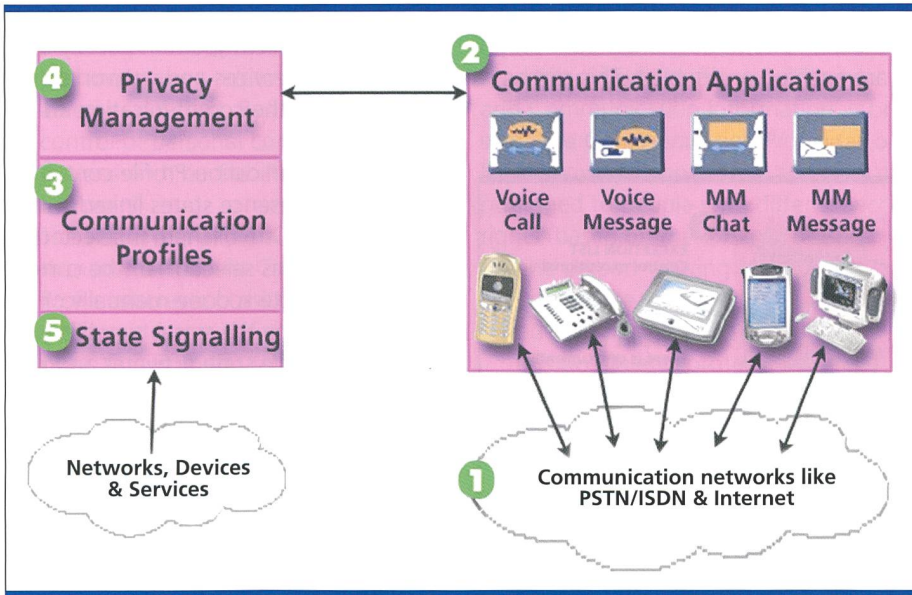 4
Privacy
Management
3
Communication
Profiles
5 State Signalling
Networks, Devices
& Services
2
Communication Applications
Voice
Call
Voice
Message
MM
Chat
MM
Message
1
Communication networks like
PSTN/ISDN & Internet